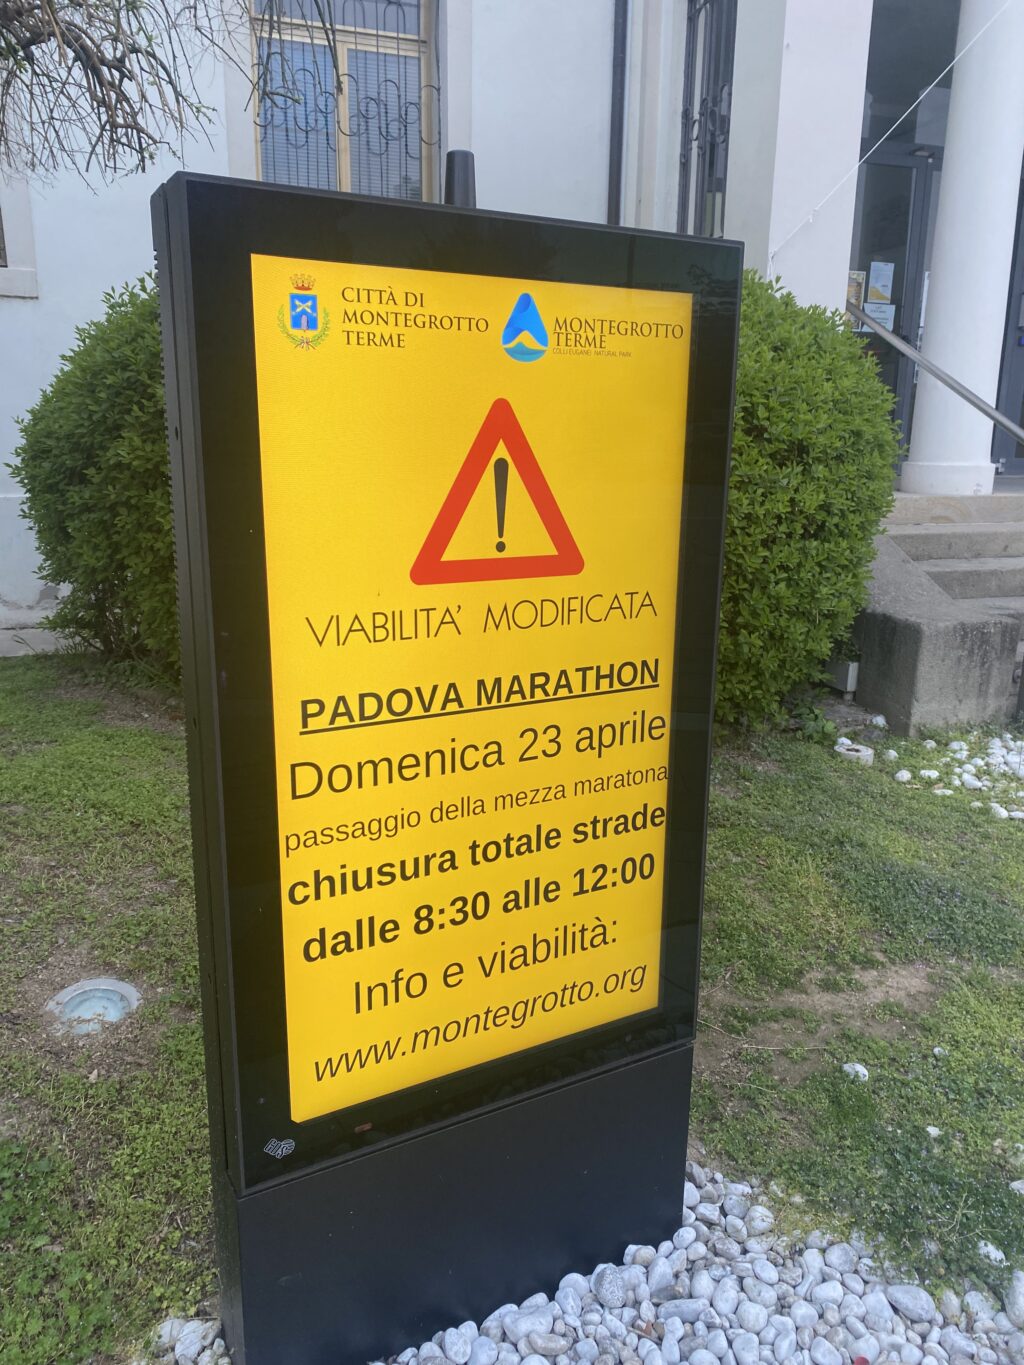 CITTÀ DI
MONTEGROTTO
TERME
MONTEGROTTO
TERME
COLLI EUGANEI NATURAL PARK
VIABILITA' MODIFICATA
PADOVA MARATHON
Domenica 23 aprile
passaggio della mezza maratona
chiusura totale strade
dalle 8:30 alle 12:00
Info e viabilità:
www.montegrotto.org